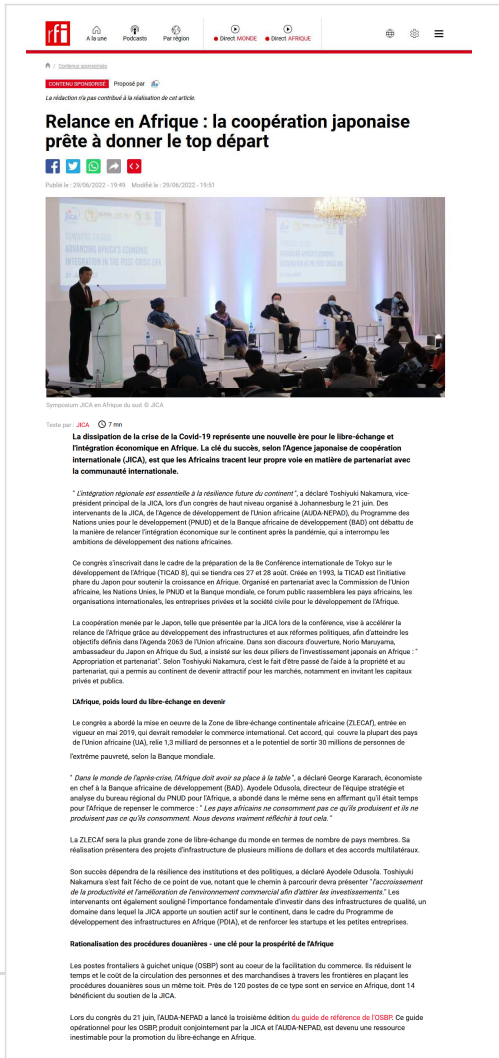 rfi
A la une
Podcasts
Par région
Direct MONDE
Direct AFRIQUE
/ Contenus sponsorisés
CONTENU SPONSORISÉ Proposé par
La rédaction n'a pas contribué à la réalisation de cet article.
Relance en Afrique : la coopération japonaise
prête à donner le top départ
Publié le : 29/06/2022 - 19:49 Modifié le : 29/06/2022 - 19:51
ADVANCING AFRICA'S ECONOMIC
INTEGRATION IN THE POST-CRISIS ERA
Symposium JICA en Afrique du sud © JICA
Texte par : JICA 7 mn
La dissipation de la crise de la Covid-19 représente une nouvelle ère pour le libre-échange et
l'intégration économique en Afrique. La clé du succès, selon l'Agence japonaise de coopération
internationale (JICA), est que les Africains tracent leur propre voie en matière de partenariat avec
la communauté internationale.
" L'intégration régionale est essentielle à la résilience future du continent", a déclaré Toshiyuki Nakamura, vice-
président principal de la JICA, lors d'un congrès de haut niveau organisé à Johannesburg le 21 juin. Des
intervenants de la JICA, de l'Agence de développement de l'Union africaine (AUDA-NEPAD), du Programme des
Nations unies pour le développement (PNUD) et de la Banque africaine de développement (BAD) ont débattu de
la manière de relancer l'intégration économique sur le continent après la pandémie, qui a interrompu les
ambitions de développement des nations africaines.
Ce congrès s'inscrivait dans le cadre de la préparation de la 8e Conférence internationale de Tokyo sur le
développement de l'Afrique (TICAD 8), qui se tiendra ces 27 et 28 août. Créée en 1993, la TICAD est l'initiative
phare du Japon pour soutenir la croissance en Afrique. Organisé en partenariat avec la Commission de l'Union
africaine, les Nations Unies, le PNUD et la Banque mondiale, ce forum public rassemblera les pays africains, les
organisations internationales, les entreprises privées et la société civile pour le développement de l'Afrique.
La coopération menée par le Japon, telle que présentée par la JICA lors de la conférence, vise à accélérer la
relance de l'Afrique grâce au développement des infrastructures et aux réformes politiques, afin d'atteindre les
objectifs définis dans l'Agenda 2063 de l'Union africaine. Dans son discours d'ouverture, Norio Maruyama,
ambassadeur du Japon en Afrique du Sud, a insisté sur les deux piliers de l'investissement japonais en Afrique : "
Appropriation et partenariat". Selon Toshiyuki Nakamura, c'est le fait d'être passé de l'aide à la propriété et au
partenariat, qui a permis au continent de devenir attractif pour les marchés, notamment en invitant les capitaux
privés et publics.
L'Afrique, poids lourd du libre-échange en devenir
Le congrès a abordé la mise en oeuvre de la Zone de libre-échange continentale africaine (ZLECAf), entrée en
vigueur en mai 2019, qui devrait remodeler le commerce international. Cet accord, qui couvre la plupart des pays
de l'Union africaine (UA), relie 1,3 milliard de personnes et a le potentiel de sortir 30 millions de personnes de
l'extrême pauvreté, selon la Banque mondiale.
" Dans le monde de l'après-crise, l'Afrique doit avoir sa place à la table", a déclaré George Kararach, économiste
en chef à la Banque africaine de développement (BAD). Ayodele Odusola, directeur de l'équipe stratégie et
analyse du bureau régional du PNUD pour l'Afrique, a abondé dans le même sens en affirmant qu'il était temps
pour l'Afrique de repenser le commerce : " Les pays africains ne consomment pas ce qu'ils produisent et ils ne
produisent pas ce qu'ils consomment. Nous devons vraiment réfléchir à tout cela."
La ZLECAf sera la plus grande zone de libre-échange du monde en termes de nombre de pays membres. Sa
réalisation présentera des projets d'infrastructure de plusieurs millions de dollars et des accords multilatéraux.
Son succès dépendra de la résilience des institutions et des politiques, a déclaré Ayodele Odusola. Toshiyuki
Nakamura s'est fait l'écho de ce point de vue, notant que le chemin à parcourir devra présenter "l'accroissement
de la productivité et l'amélioration de l'environnement commercial afin d'attirer les investissements." Les
intervenants ont également souligné l'importance fondamentale d'investir dans des infrastructures de qualité, un
domaine dans lequel la JICA apporte un soutien actif sur le continent, dans le cadre du Programme de
développement des infrastructures en Afrique (PDIA), et de renforcer les startups et les petites entreprises.
Rationalisation des procédures douanières - une clé pour la prospérité de l'Afrique
Les postes frontaliers à guichet unique (OSBP) sont au coeur de la facilitation du commerce. Ils réduisent le
temps et le coût de la circulation des personnes et des marchandises à travers les frontières en plaçant les
procédures douanières sous un même toit. Près de 120 postes de ce type sont en service en Afrique, dont 14
bénéficient du soutien de la JICA.
Lors du congrès du 21 juin, l'AUDA-NEPAD a lancé la troisième édition du guide de référence de l'OSBP. Ce guide
opérationnel pour les OSBP, produit conjointement par la JICA et l'AUDA-NEPAD, est devenu une ressource
inestimable pour la promotion du libre-échange en Afrique.